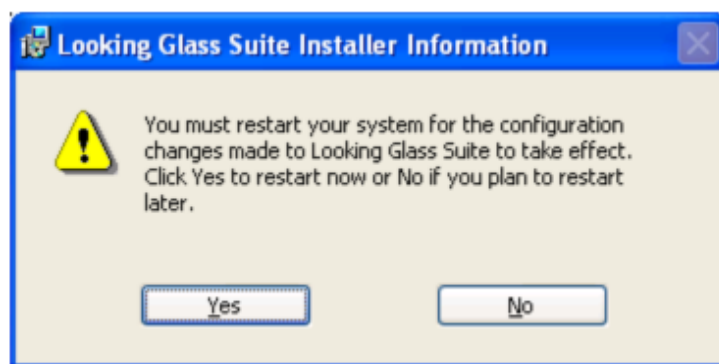 Looking Glass Suite Installer Information
You must restart your system for the configuration
changes made to Looking Glass Suite to take effect.
Click Yes to restart now or No if you plan to restart
later.
Yes
No